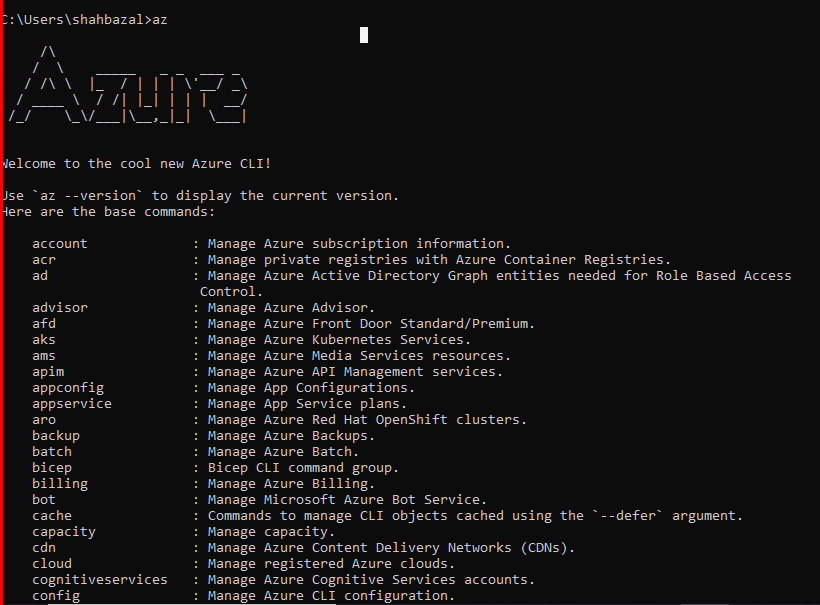 C:\Users\shahbazal>az
     /\
    /  \    _____   _ _  ___ _
   / /\ \  |_  / | | | \'__/ _\
  / ____ \  / /| |_| | | |  __/
 /_/    \_\/___|\__,_|_|  \___|
Welcome to the cool new Azure CLI!
Use `az --version` to display the current version.
Here are the base commands:
    account             : Manage Azure subscription information.
    acr                 : Manage private registries with Azure Container Registries.
    ad                  : Manage Azure Active Directory Graph entities needed for Role Based Access
                         Control.
    advisor             : Manage Azure Advisor.
    afd                 : Manage Azure Front Door Standard/Premium.
    aks                 : Manage Azure Kubernetes Services.
    ams                 : Manage Azure Media Services resources.
    apim                : Manage Azure API Management services.
    appconfig           : Manage App Configurations.
    appservice          : Manage App Service plans.
    aro                 : Manage Azure Red Hat OpenShift clusters.
    backup              : Manage Azure Backups.
    batch               : Manage Azure Batch.
    bicep               : Bicep CLI command group.
    billing             : Manage Azure Billing.
    bot                 : Manage Microsoft Azure Bot Service.
    cache               : Commands to manage CLI objects cached using the `--defer` argument.
    capacity            : Manage capacity.
    cdn                 : Manage Azure Content Delivery Networks (CDNs).
    cloud               : Manage registered Azure clouds.
    cognitiveservices   : Manage Azure Cognitive Services accounts.
    config              : Manage Azure CLI configuration.